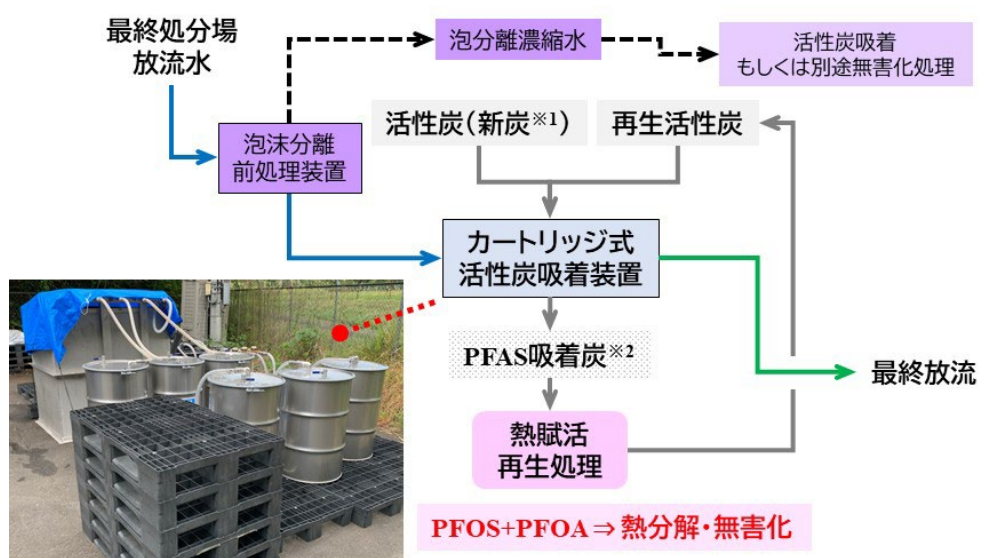 最終処分場
放流水
泡分離濃縮水
活性炭吸着
もしくは別途無害化処理
泡沫分離
前処理装置
活性炭（新炭※1）
再生活性炭
カートリッジ式
活性炭吸着装置
PFAS吸着炭※2
最終放流
熱賦活
再生処理
PFOS+PFOA⇒熱分解・無害化